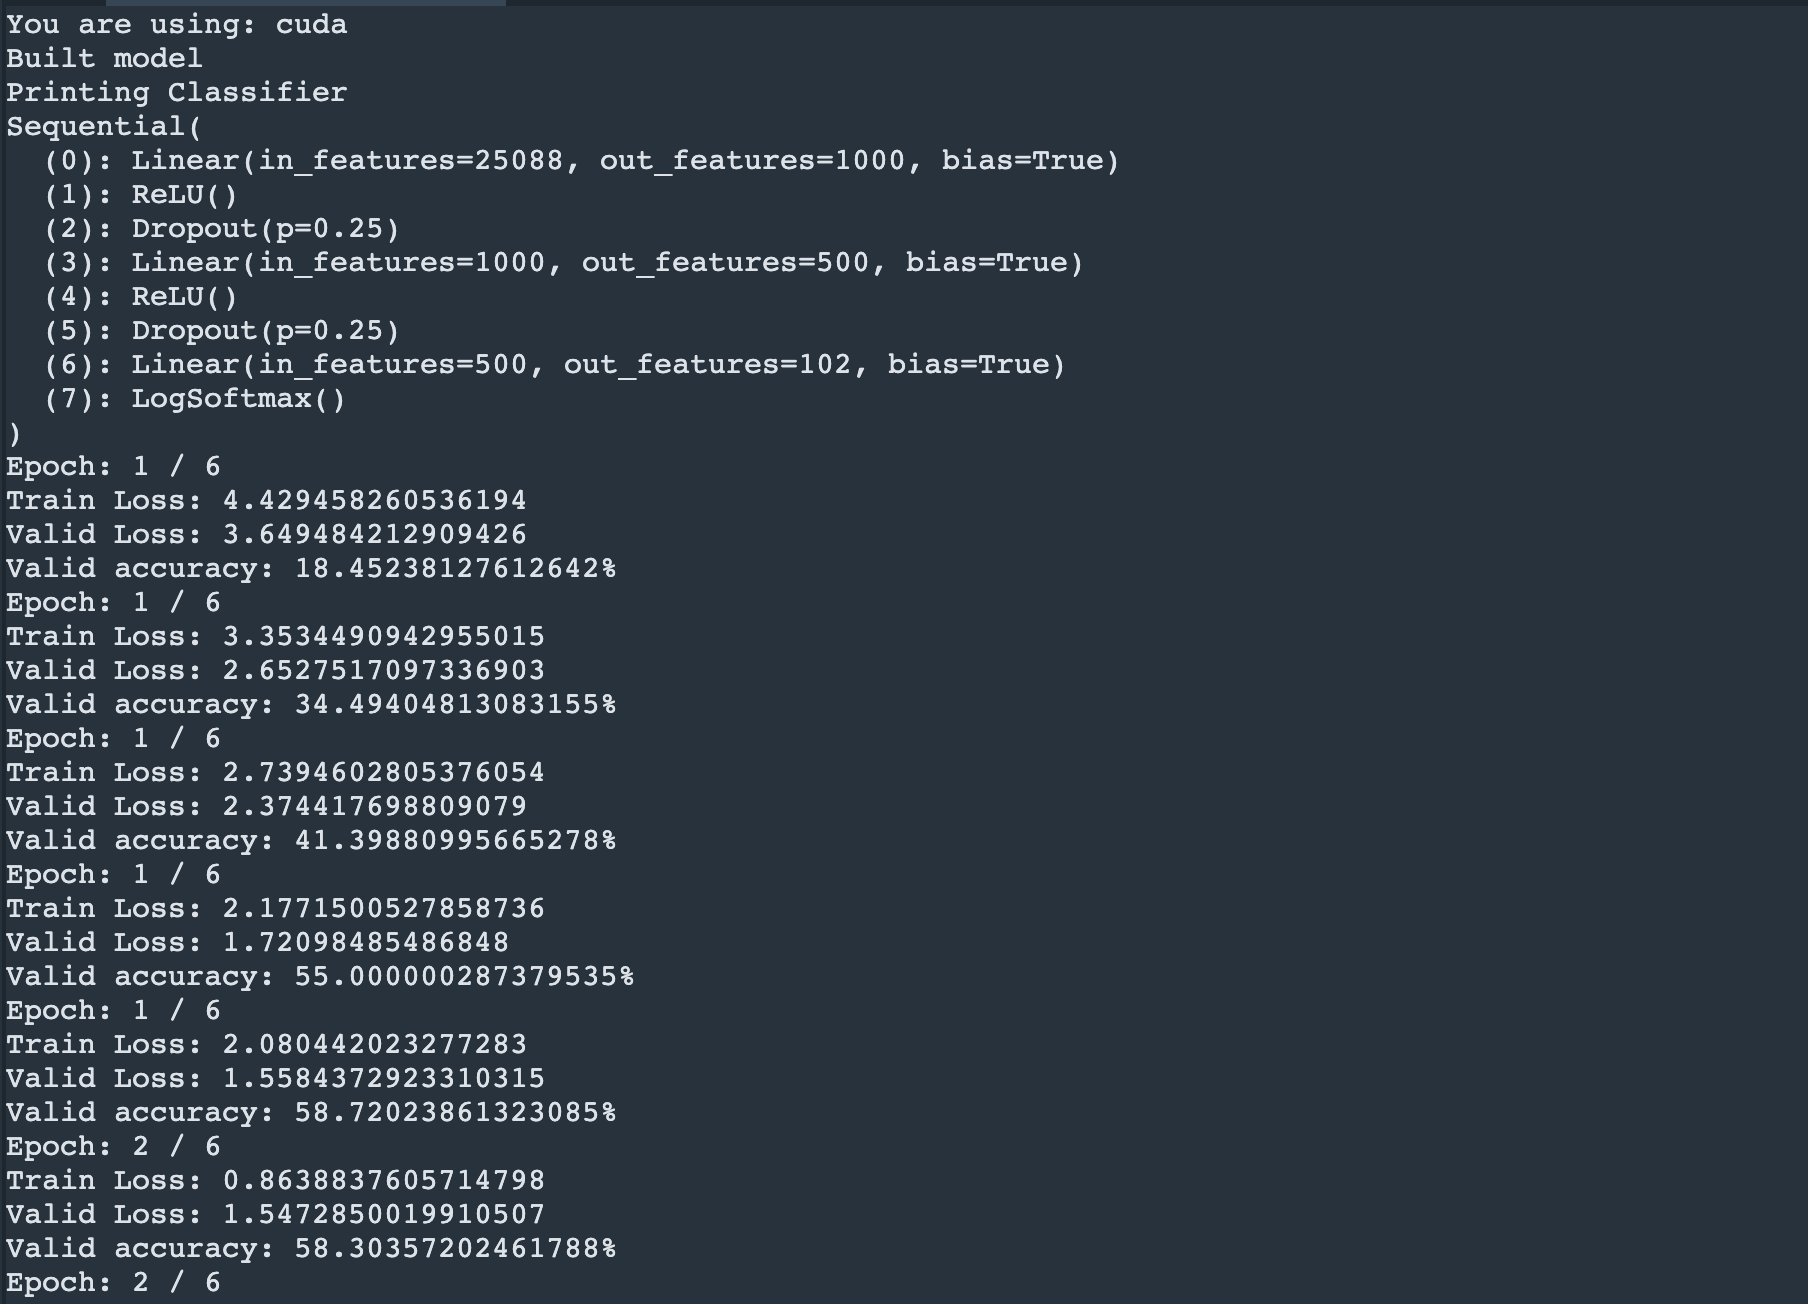 You are using: cuda
Built model
Printing Classifier
Sequential(
  (0): Linear(in_features=25088, out_features=1000, bias=True)
  (1): ReLU()
  (2): Dropout(p=0.25)
  (3): Linear(in_features=1000, out_features=500, bias=True)
  (4): ReLU()
  (5): Dropout(p=0.25)
  (6): Linear(in_features=500, out_features=102, bias=True)
  (7): LogSoftmax()
)
Epoch: 1 / 6
Train Loss: 4.429458260536194
Valid Loss: 3.649484212909426
Valid accuracy: 18.45238127612642%
Epoch: 1 / 6
Train Loss: 3.3534490942955015
Valid Loss: 2.6527517097336903
Valid accuracy: 34.49404813083155%
Epoch: 1 / 6
Train Loss: 2.7394602805376054
Valid Loss: 2.374417698809079
Valid accuracy: 41.39880995665278%
Epoch: 1 / 6
Train Loss: 2.1771500527858736
Valid Loss: 1.72098485486848
Valid accuracy: 55.000000287379535%
Epoch: 1 / 6
Train Loss: 2.080442023277283
Valid Loss: 1.5584372923310315
Valid accuracy: 58.72023861323085%
Epoch: 2 / 6
Train Loss: 0.8638837605714798
Valid Loss: 1.5472850019910507
Valid accuracy: 58.30357202461788%
Epoch: 2 / 6